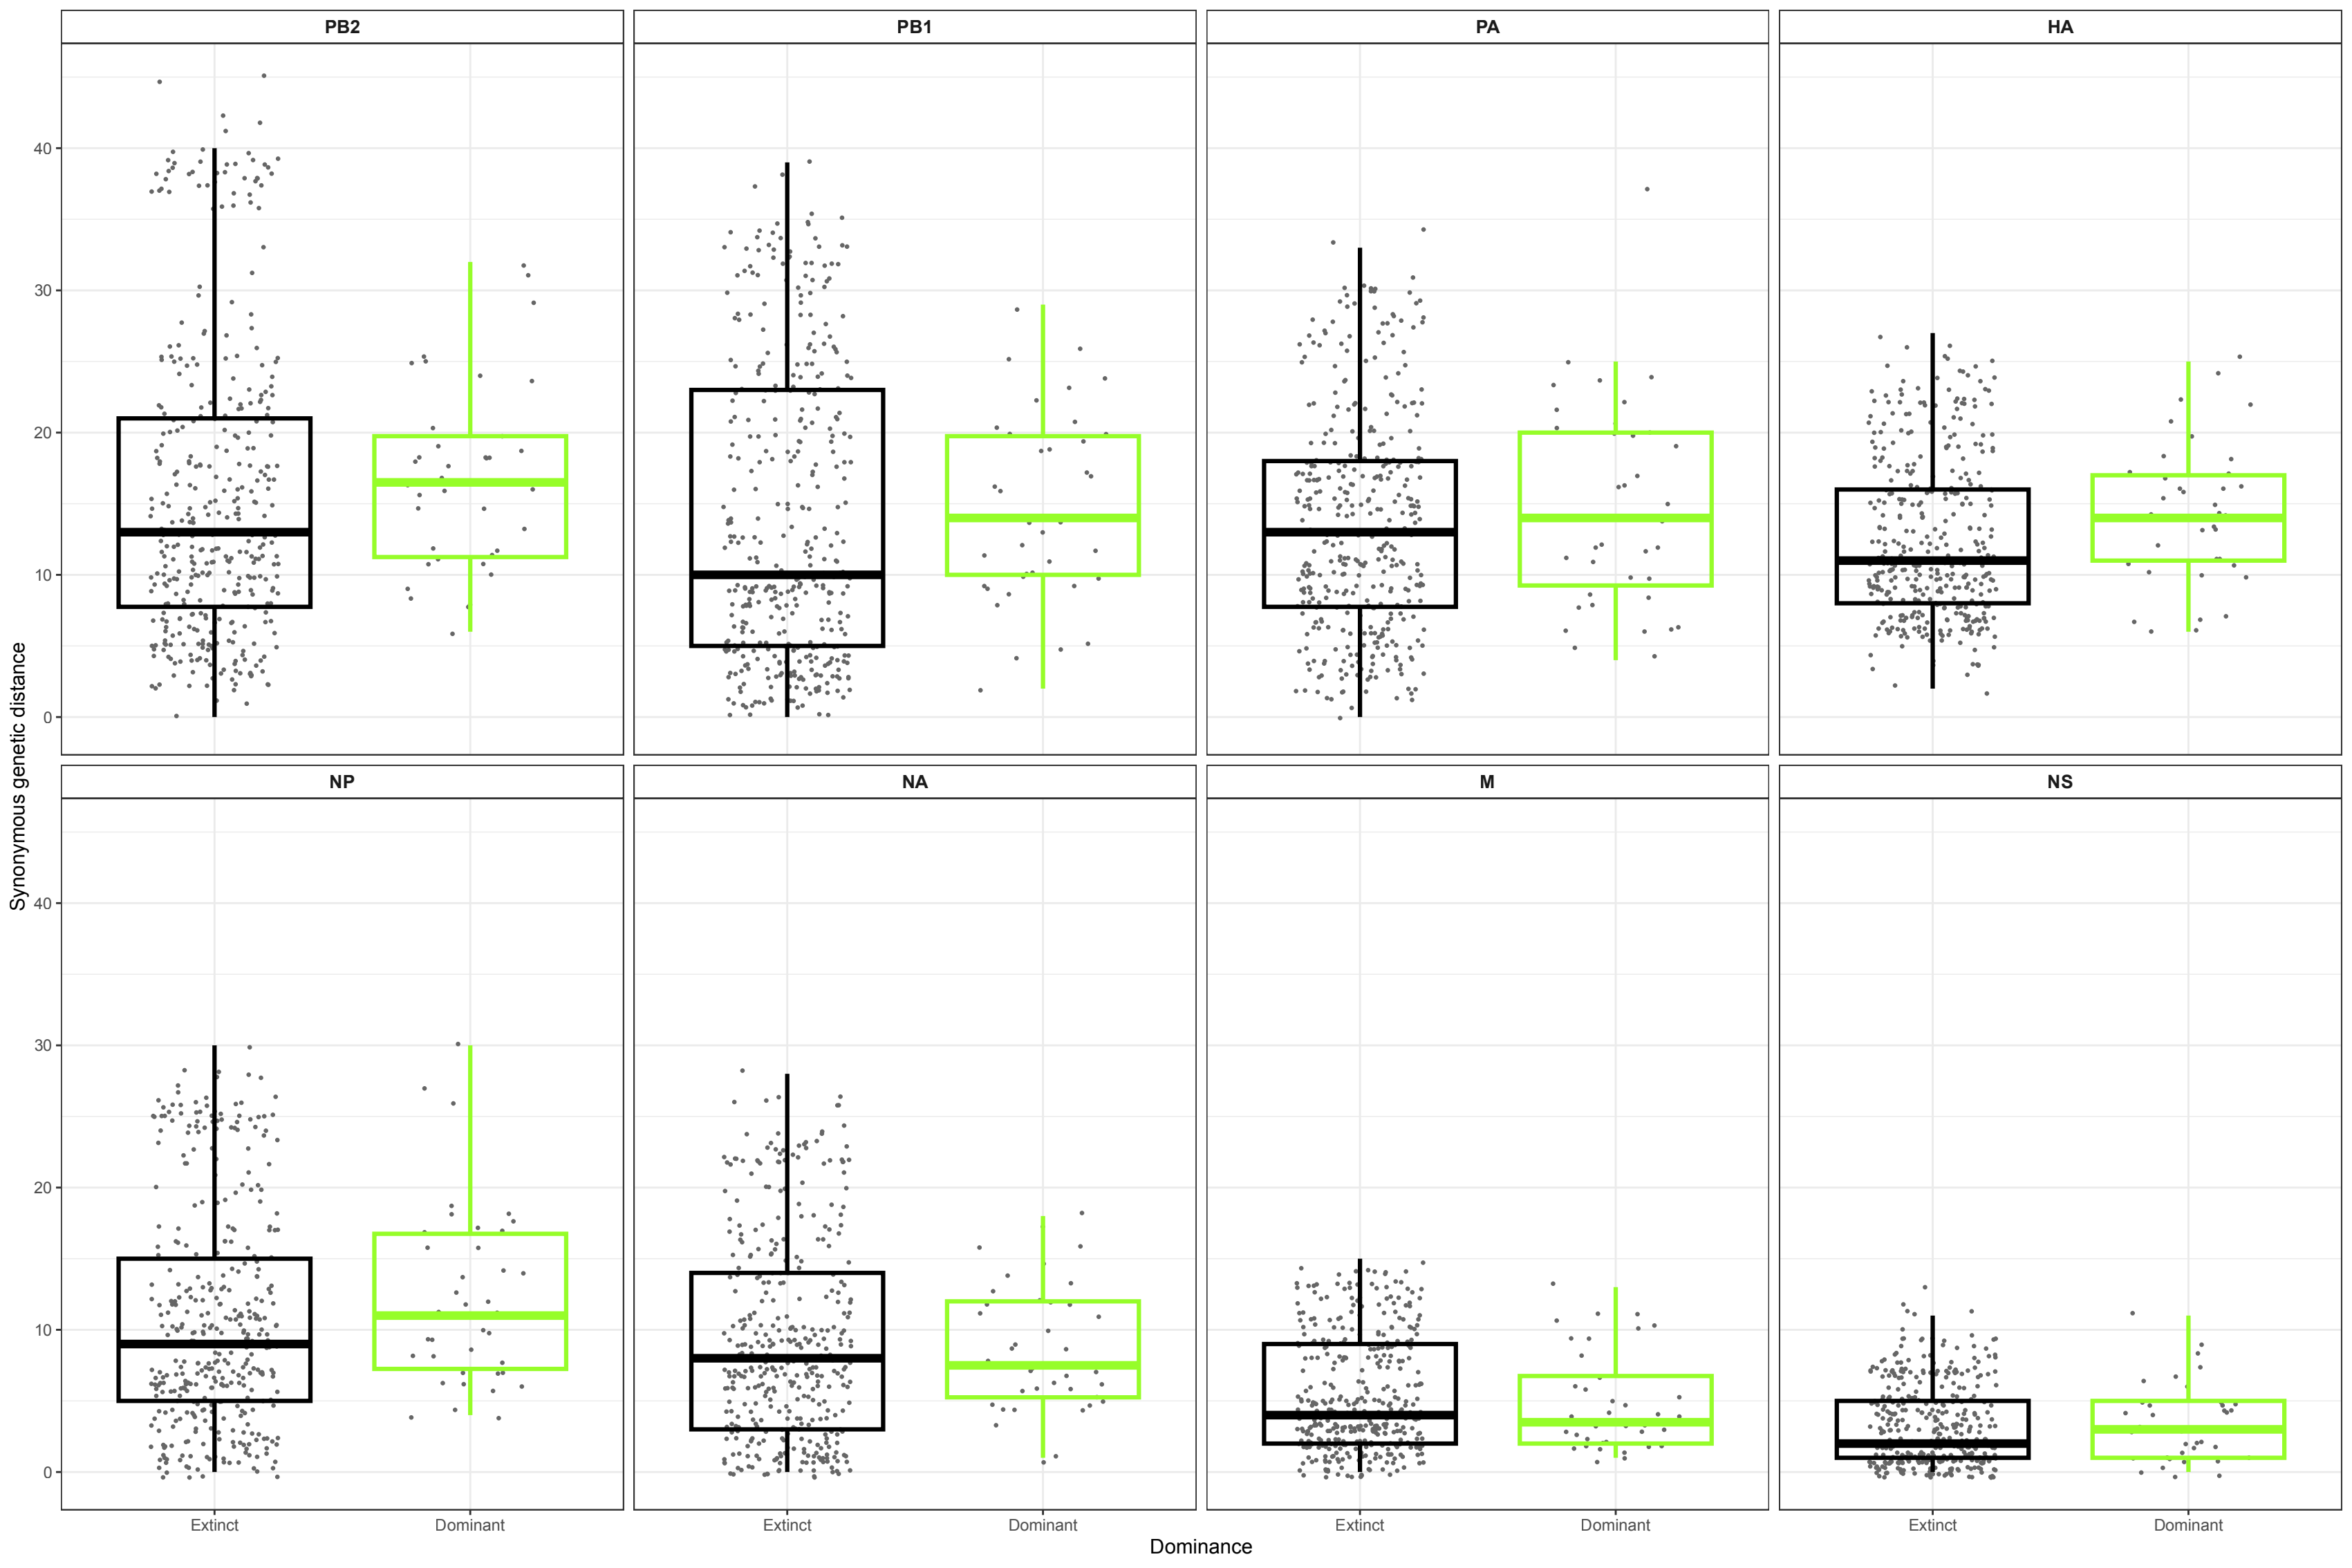 PB2 PB1 PA HA
40
30
20
10
0
Synonymous genetic distance
NP NA M NS
40
30
20
10
0
Extinct Dominant Extinct Dominant Extinct Dominant Extinct Dominant
Dominance